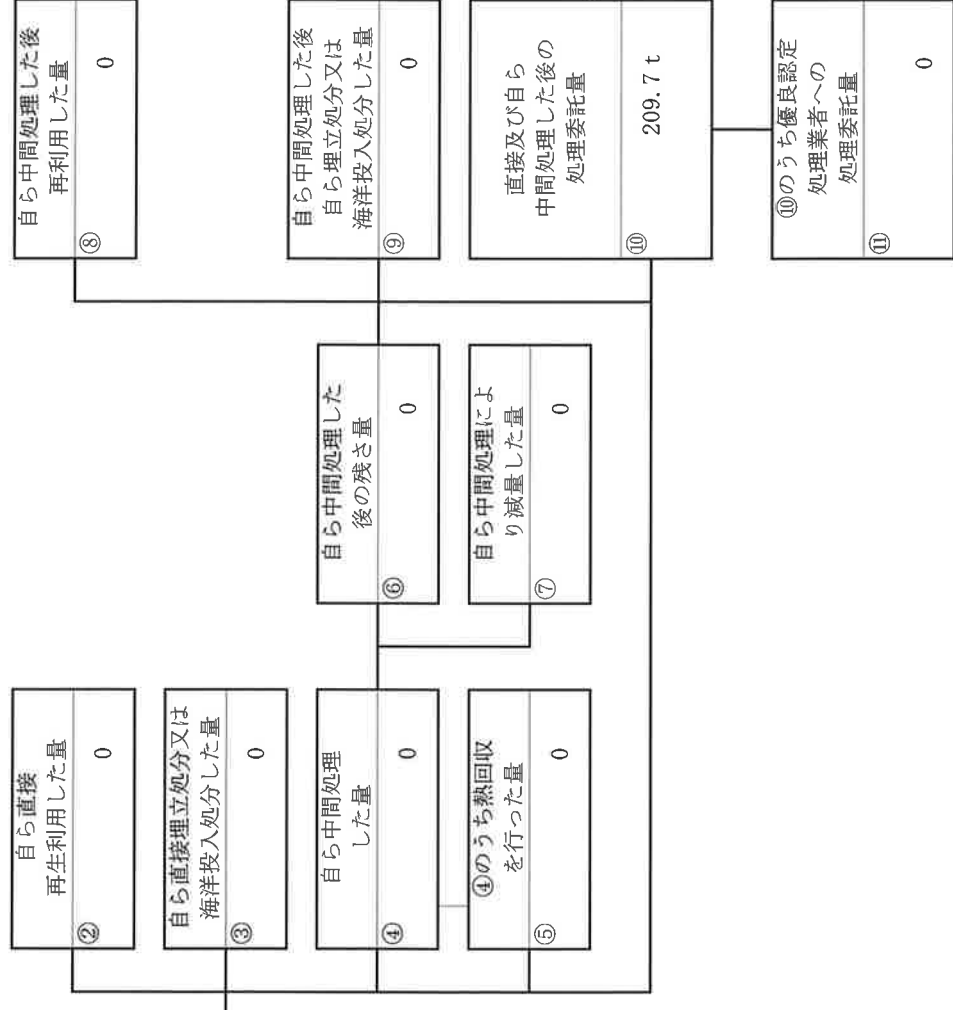 自ら直接
再生利用した量
②
0
自ら直接埋立処分又は
海洋投入処分した量
③
0
自ら中間処理
した量
④
0
④のうち熱回収
を行った量
⑤
0
自ら中間処理した
後の残さ量
⑥
0
自ら中間処理によ
り減量した量
⑦
0
自ら中間処理した後
再利用した量
⑧
0
自ら中間処理した後
自ら埋立処分又は
海洋投入処分した量
⑨
0
直接及び自ら
中間処理した後の
処理委託量
⑩
209.7 t
⑩のうち優良認定
処理業者への
処理委託量
⑪
0